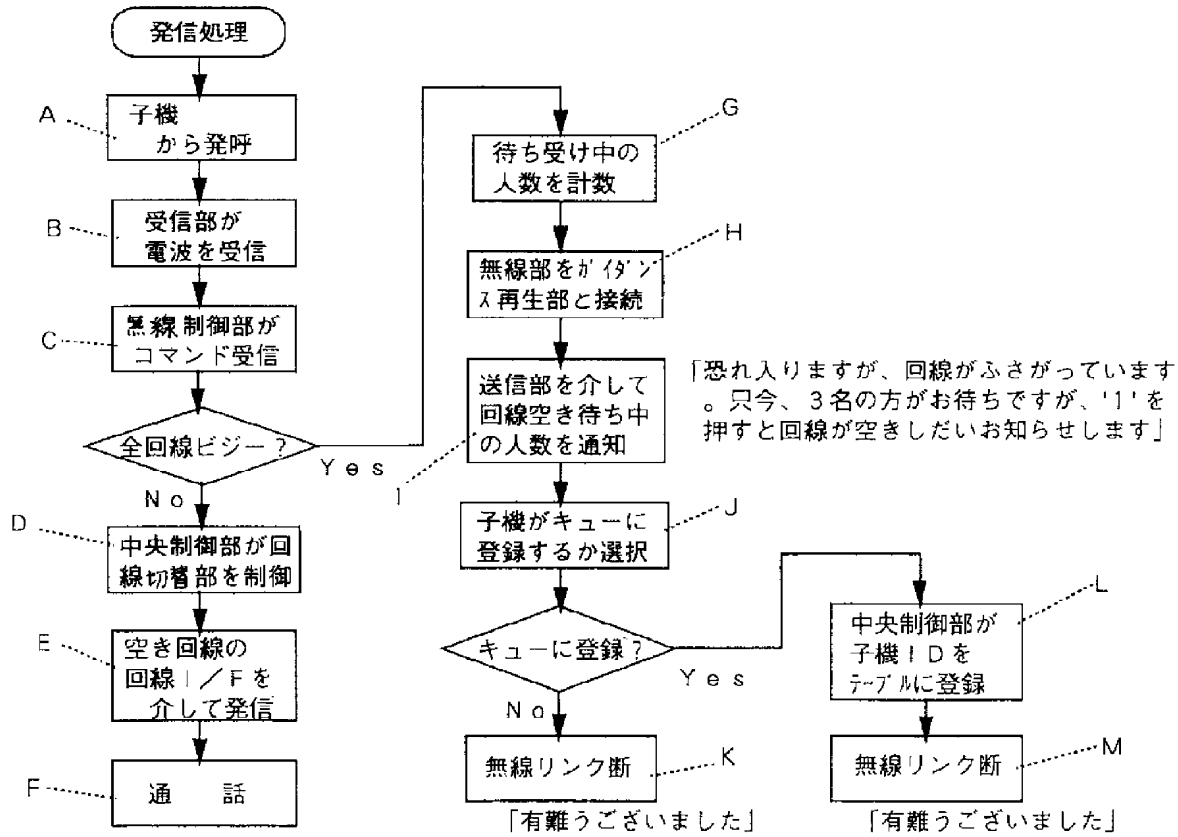 発信処理
A
子機
から発呼
B
受信部が
電波を受信
C
無線制御部が
コマンド受信
全回線ビジー?
Yes
No
D
中央制御部が回
線切替部を制御
E
空き回線の
回線I/Fを
介して発信
F
通 話
G
待ち受け中の
人数を計数
H
無線部をガイダン
ス再生部と接続
I
送信部を介して
回線空き待ち中
の人数を通知
「恐れ入りますが、回線がふさがっています
。只今、3名の方がお待ちですが、'1'を
押すと回線が空きしだいお知らせします」
J
子機がキューに
登録するか選択
キューに登録?
Yes
No
K
無線リンク断
「有難うございました」
L
中央制御部が
子機IDを
テーブルに登録
M
無線リンク断
「有難うございました」